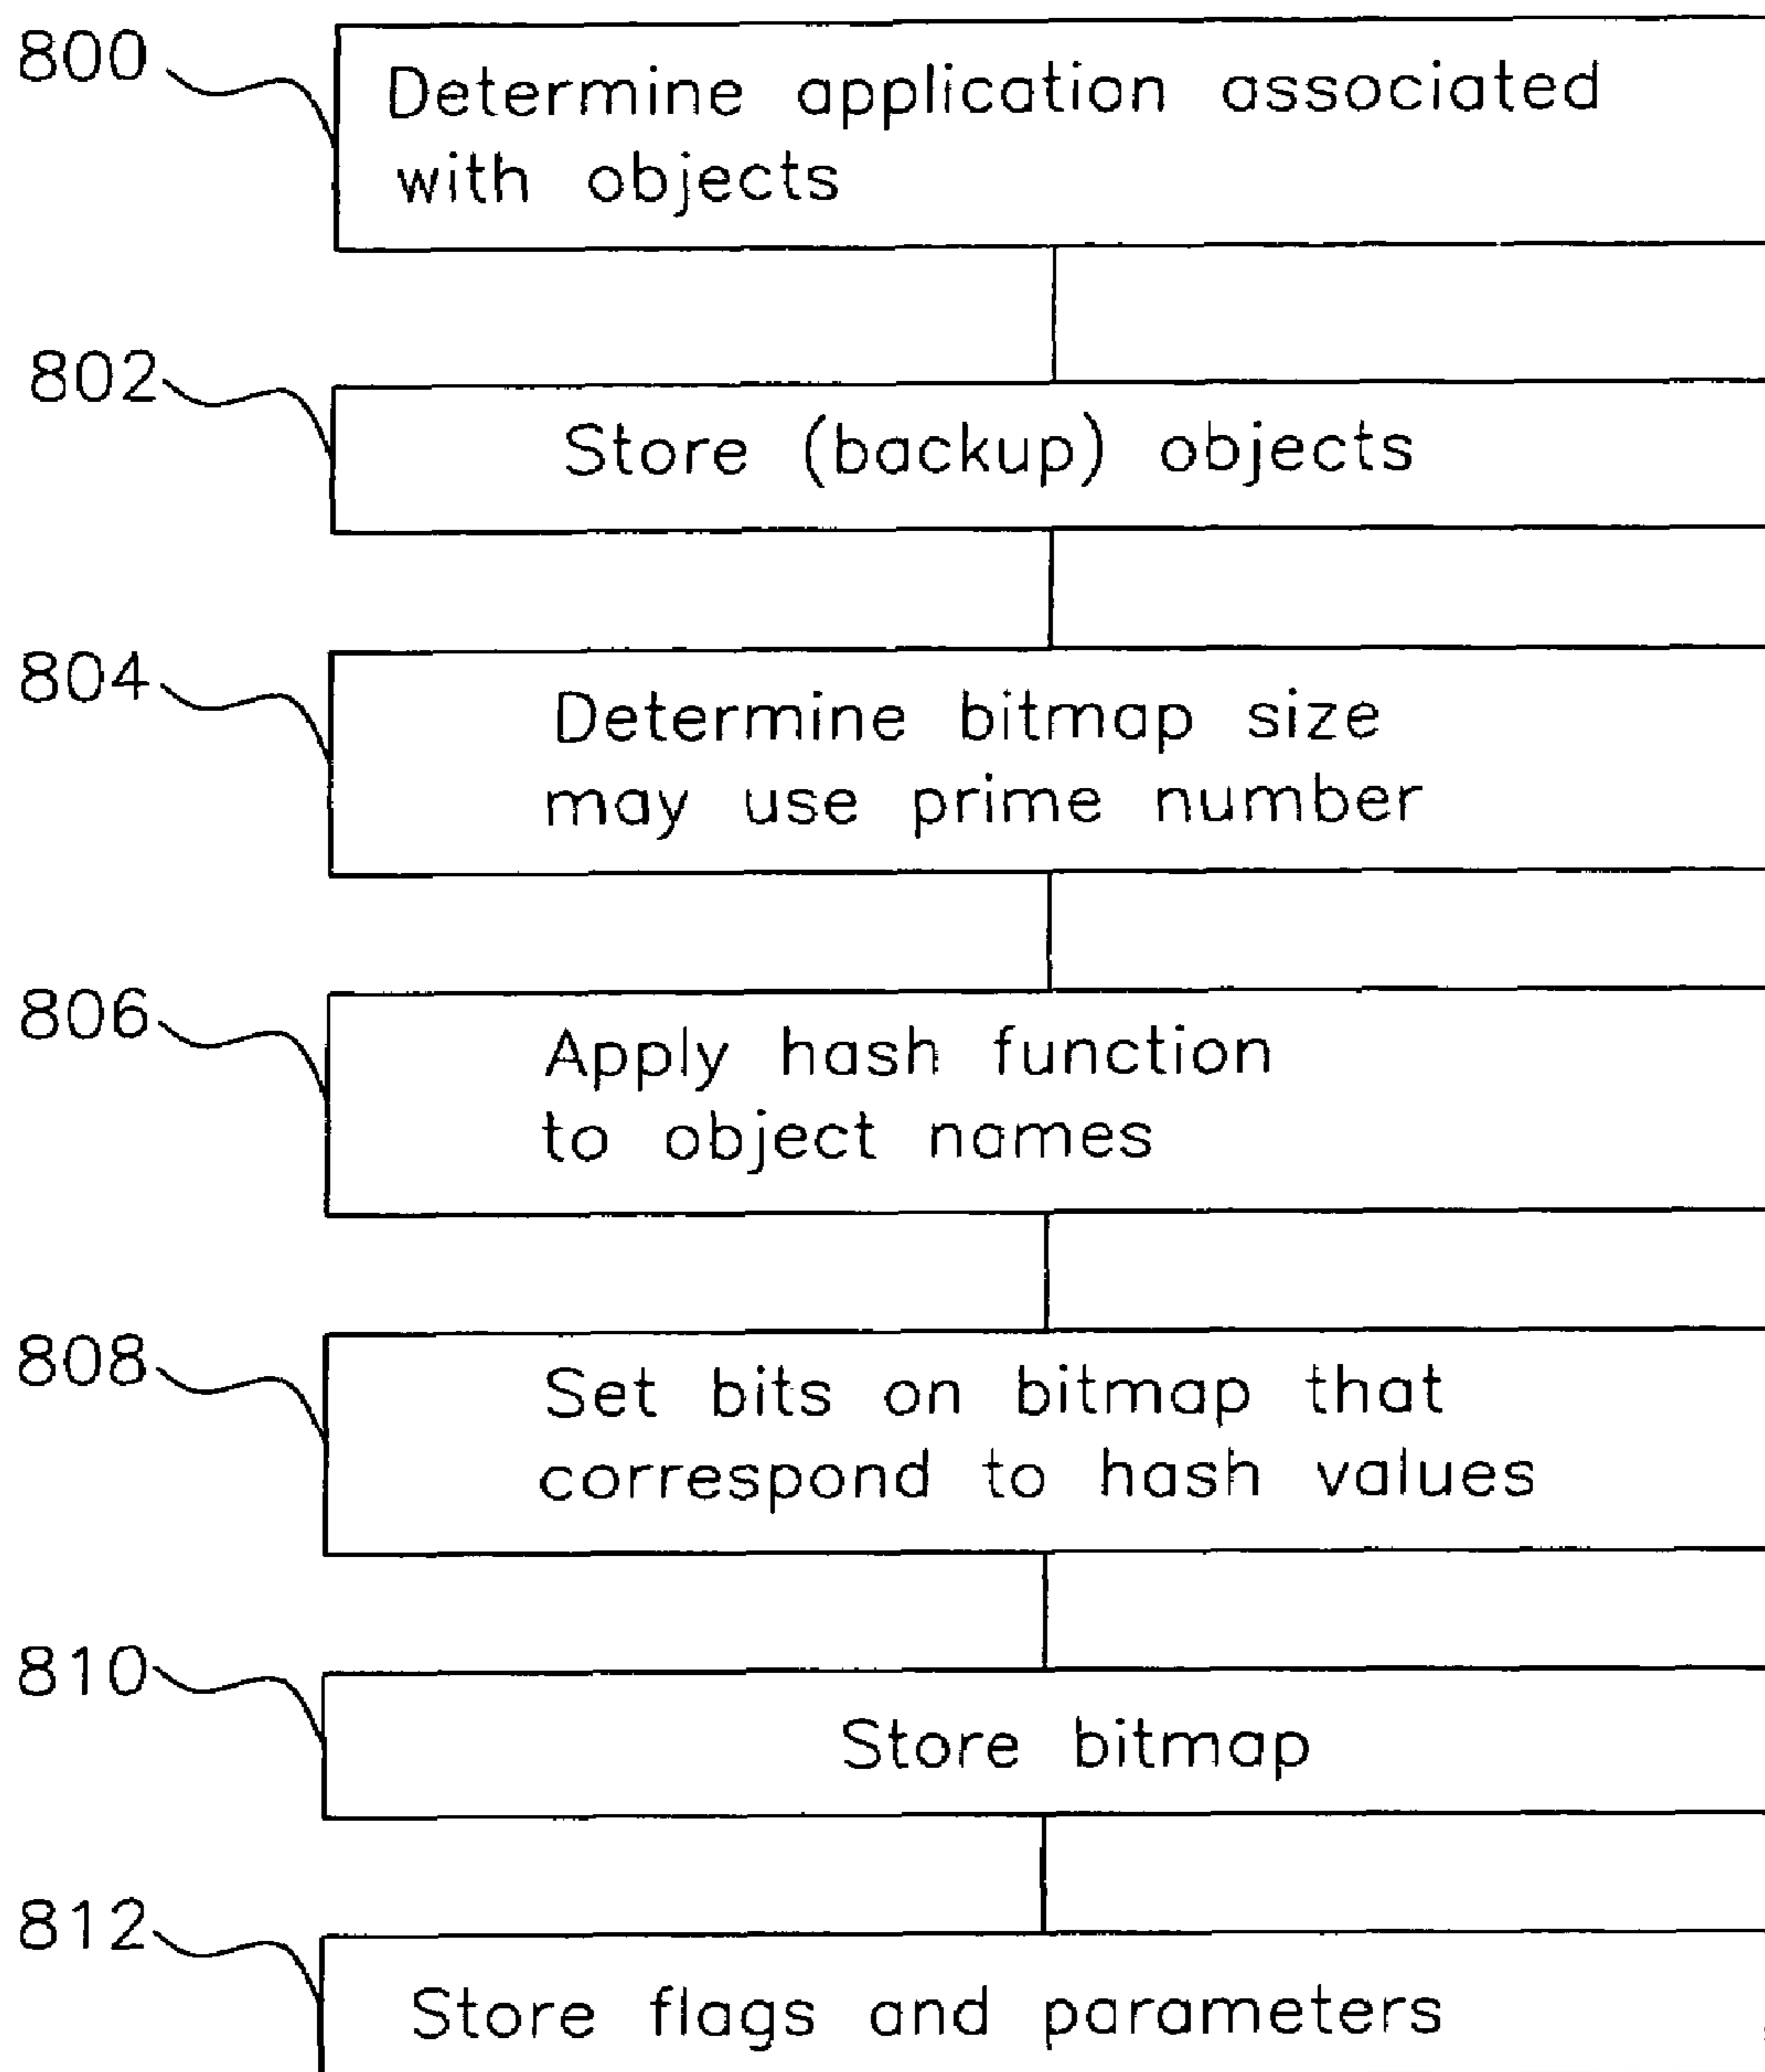 800
Determine application associated
with objects
802
Store (backup) objects
804
Determine bitmap size
may use prime number
806
Apply hash function
to object names
808
Set bits on bitmap that
correspond to hash values
810
Store bitmap
812
Store flags and parameters